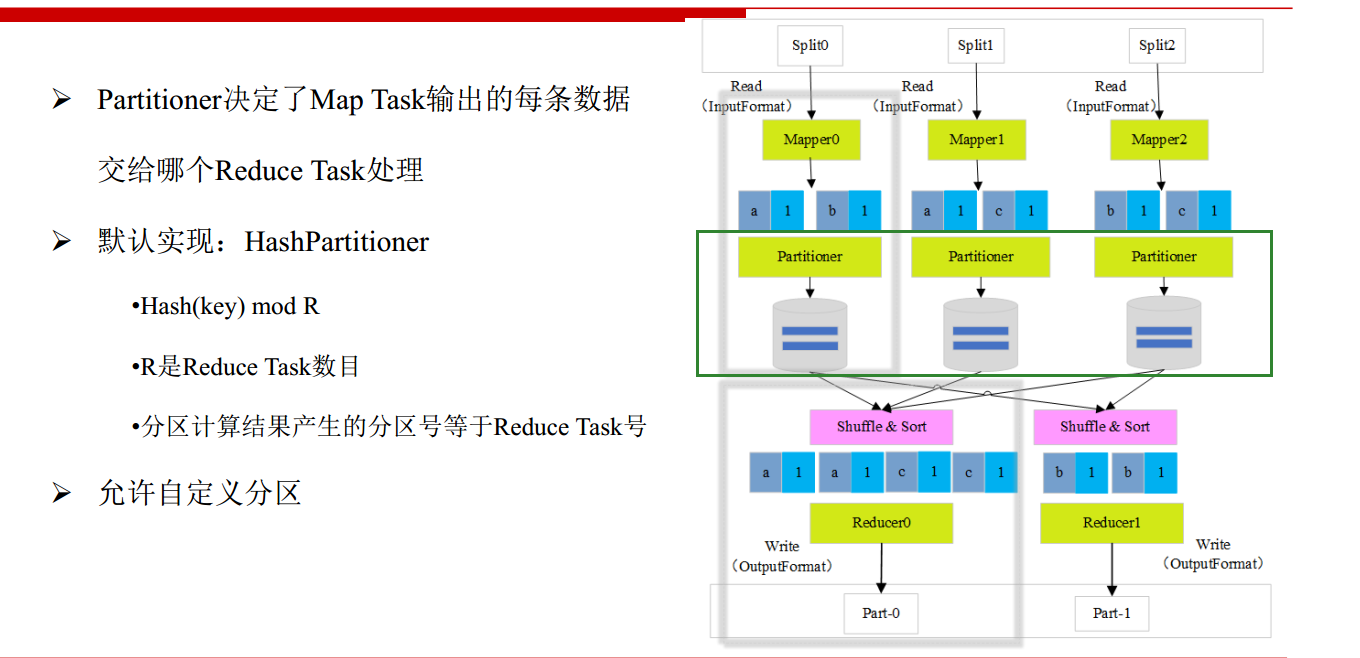 ➢ Partitioner决定了Map Task输出的每条数据
交给哪个Reduce Task处理
➢ 默认实现：HashPartitioner
•Hash(key) mod R
•R是Reduce Task数目
•分区计算结果产生的分区号等于Reduce Task号
➢ 允许自定义分区
Split0 Split1 Split2
Read Read Read
（InputFormat） （InputFormat） （InputFormat）
Mapper0 Mapper1 Mapper2
a 1 b 1 a 1 c 1 b 1 c 1
Partitioner Partitioner Partitioner
Shuffle & Sort Shuffle & Sort
a 1 a 1 c 1 c 1 b 1 b 1
Reducer0 Reducer1
Write Write
（OutputFormat） （OutputFormat）
Part-0 Part-1